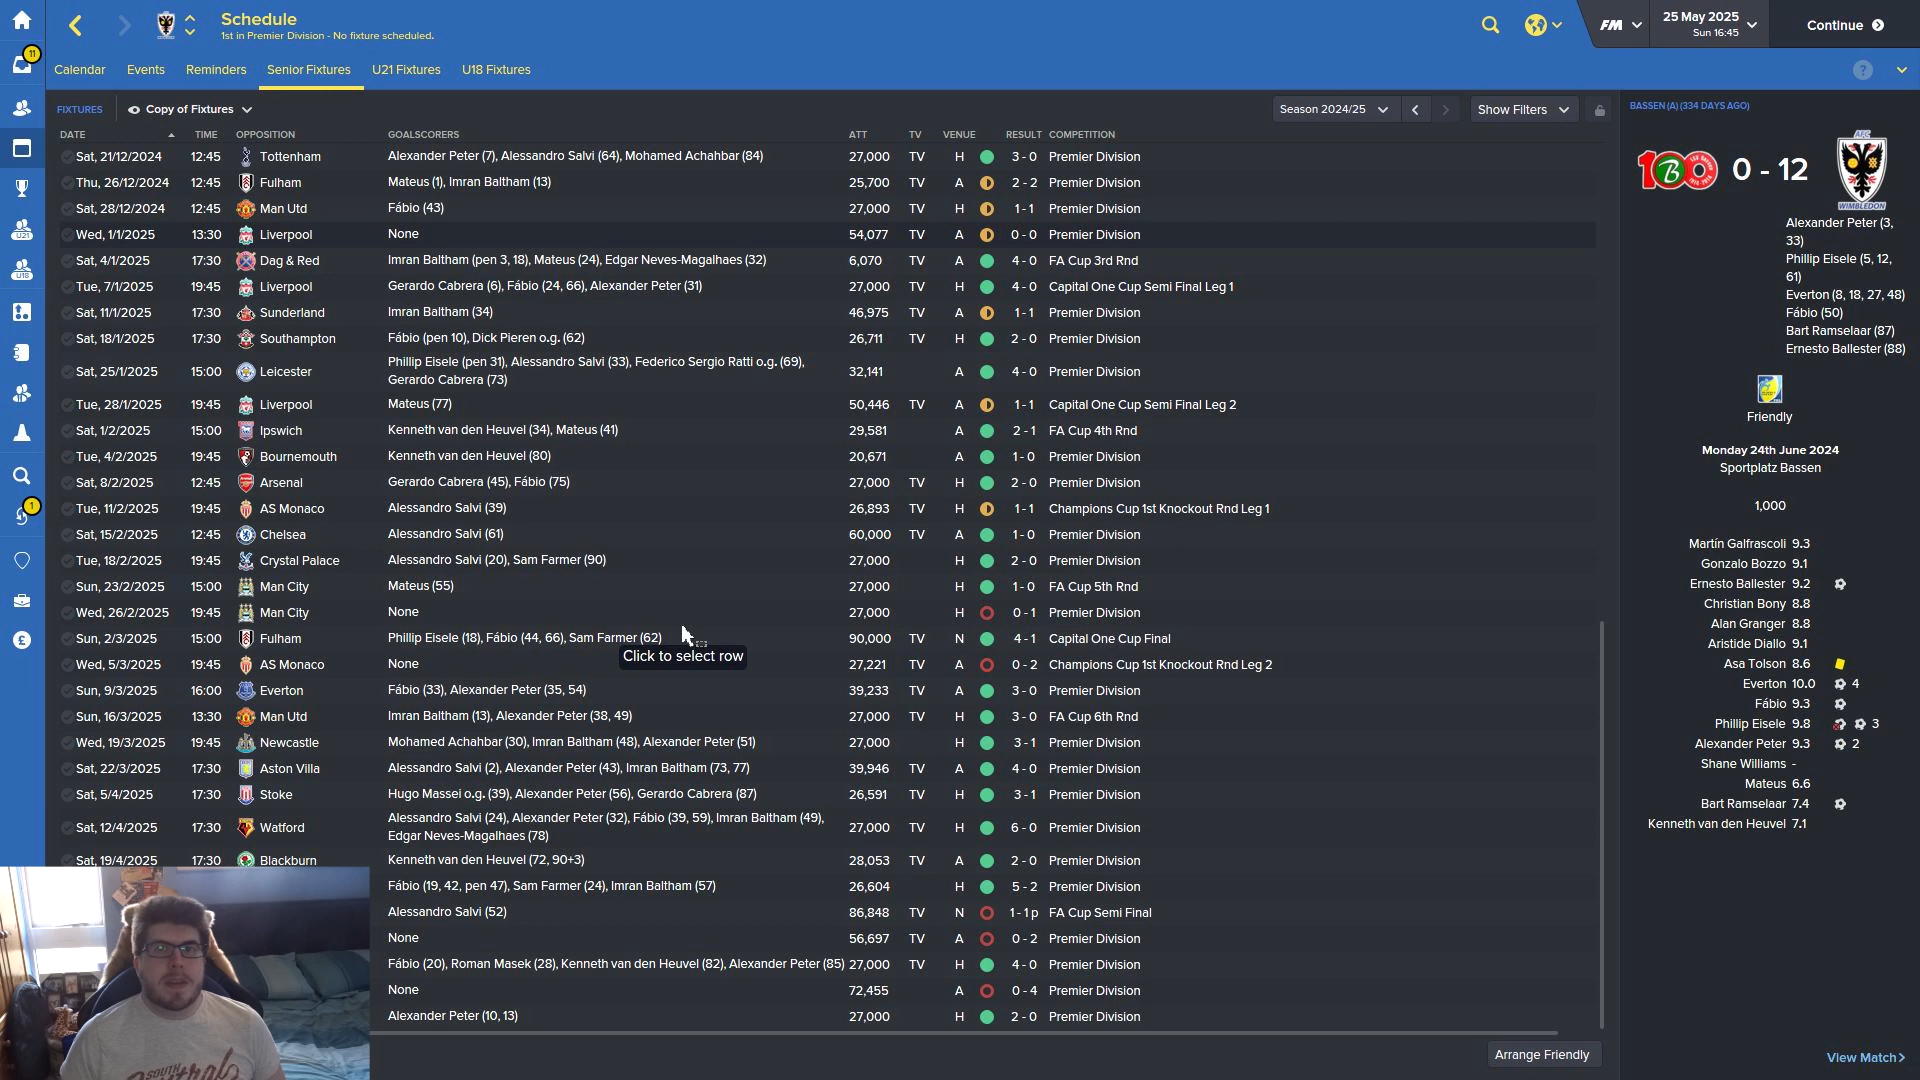 11
Schedule
1st in Premier Division - No fixture scheduled.
FM
25 May 2025
Sun 16:45
Continue
Calendar Events Reminders Senior Fixtures U21 Fixtures U18 Fixtures
?
FIXTURES Copy of Fixtures Season 2024/25 Show Filters
DATE TIME OPPOSITION GOALSCORERS ATT TV VENUE RESULT COMPETITION
Sat, 21/12/2024 12:45 Tottenham Alexander Peter (7), Alessandro Salvi (64), Mohamed Achahbar (84) 27,000 TV H 3 - 0 Premier Division
Thu, 26/12/2024 12:45 Fulham Mateus (1), Imran Baltham (13) 25,700 TV A 2 - 2 Premier Division
Sat, 28/12/2024 12:45 Man Utd Fábio (43) 27,000 TV H 1 - 1 Premier Division
Wed, 1/1/2025 13:30 Liverpool None 54,077 TV A 0 - 0 Premier Division
Sat, 4/1/2025 17:30 Dag & Red Imran Baltham (pen 3, 18), Mateus (24), Edgar Neves-Magalhaes (32) 6,070 TV A 4 - 0 FA Cup 3rd Rnd
Tue, 7/1/2025 19:45 Liverpool Gerardo Cabrera (6), Fábio (24, 66), Alexander Peter (31) 27,000 TV H 4 - 0 Capital One Cup Semi Final Leg 1
Sat, 11/1/2025 17:30 Sunderland Imran Baltham (34) 46,975 TV A 1 - 1 Premier Division
Sat, 18/1/2025 17:30 Southampton Fábio (pen 10), Dick Pieren o.g. (62) 26,711 TV H 2 - 0 Premier Division
Sat, 25/1/2025 15:00 Leicester Phillip Eisele (pen 31), Alessandro Salvi (33), Federico Sergio Ratti o.g. (69),
Gerardo Cabrera (73) 32,141 A 4 - 0 Premier Division
Tue, 28/1/2025 19:45 Liverpool Mateus (77) 50,446 TV A 1 - 1 Capital One Cup Semi Final Leg 2
Sat, 1/2/2025 15:00 Ipswich Kenneth van den Heuvel (34), Mateus (41) 29,581 A 2 - 1 FA Cup 4th Rnd
Tue, 4/2/2025 19:45 Bournemouth Kenneth van den Heuvel (80) 20,671 A 1 - 0 Premier Division
Sat, 8/2/2025 12:45 Arsenal Gerardo Cabrera (45), Fábio (75) 27,000 TV H 2 - 0 Premier Division
Tue, 11/2/2025 19:45 AS Monaco Alessandro Salvi (39) 26,893 TV H 1 - 1 Champions Cup 1st Knockout Rnd Leg 1
Sat, 15/2/2025 12:45 Chelsea Alessandro Salvi (61) 60,000 TV A 1 - 0 Premier Division
Tue, 18/2/2025 19:45 Crystal Palace Alessandro Salvi (20), Sam Farmer (90) 27,000 H 2 - 0 Premier Division
Sun, 23/2/2025 15:00 Man City Mateus (55) 27,000 H 1 - 0 FA Cup 5th Rnd
Wed, 26/2/2025 19:45 Man City None 27,000 H 0 - 1 Premier Division
Sun, 2/3/2025 15:00 Fulham Phillip Eisele (18), Fábio (44, 66), Sam Farmer (62) 90,000 TV N 4 - 1 Capital One Cup Final
Click to select row
Wed, 5/3/2025 19:45 AS Monaco None 27,221 TV A 0 - 2 Champions Cup 1st Knockout Rnd Leg 2
Sun, 9/3/2025 16:00 Everton Fábio (33), Alexander Peter (35, 54) 39,233 TV A 3 - 0 Premier Division
Sun, 16/3/2025 13:30 Man Utd Imran Baltham (13), Alexander Peter (38, 49) 27,000 TV H 3 - 0 FA Cup 6th Rnd
Wed, 19/3/2025 19:45 Newcastle Mohamed Achahbar (30), Imran Baltham (48), Alexander Peter (51) 27,000 H 3 - 1 Premier Division
Sat, 22/3/2025 17:30 Aston Villa Alessandro Salvi (2), Alexander Peter (43), Imran Baltham (73, 77) 39,946 TV A 4 - 0 Premier Division
Sat, 5/4/2025 17:30 Stoke Hugo Massei o.g. (39), Alexander Peter (56), Gerardo Cabrera (87) 26,591 TV H 3 - 1 Premier Division
Sat, 12/4/2025 17:30 Watford Alessandro Salvi (24), Alexander Peter (32), Fábio (39, 59), Imran Baltham (49),
Edgar Neves-Magalhaes (78) 27,000 TV H 6 - 0 Premier Division
Sat, 19/4/2025 17:30 Blackburn Kenneth van den Heuvel (72, 90+3) 28,053 TV A 2 - 0 Premier Division
Fábio (19, 42, pen 47), Sam Farmer (24), Imran Baltham (57) 26,604 H 5 - 2 Premier Division
Alessandro Salvi (52) 86,848 TV N 1 - 1 p FA Cup Semi Final
None 56,697 TV A 0 - 2 Premier Division
Fábio (20), Roman Masek (28), Kenneth van den Heuvel (82), Alexander Peter (85) 27,000 TV H 4 - 0 Premier Division
None 72,455 A 0 - 4 Premier Division
Alexander Peter (10, 13) 27,000 H 2 - 0 Premier Division
Arrange Friendly
U21
U18
1
SOUTH
BASSEN (A) (334 DAYS AGO)
100 B
0 - 12
AFC
WIMBLEDON
Alexander Peter (3,
33)
Phillip Eisele (5, 12,
61)
Everton (8, 18, 27, 48)
Fábio (50)
Bart Ramselaar (87)
Ernesto Ballester (88)
Friendly
Monday 24th June 2024
Sportplatz Bassen
1,000
Martín Galfrascoli 9.3
Gonzalo Bozzo 9.1
Ernesto Ballester 9.2
Christian Bony 8.8
Alan Granger 8.8
Aristide Diallo 9.1
Asa Tolson 8.6
Everton 10.0 4
Fábio 9.3
Phillip Eisele 9.8 3
Alexander Peter 9.3 2
Shane Williams -
Mateus 6.6
Bart Ramselaar 7.4
Kenneth van den Heuvel 7.1
View Match